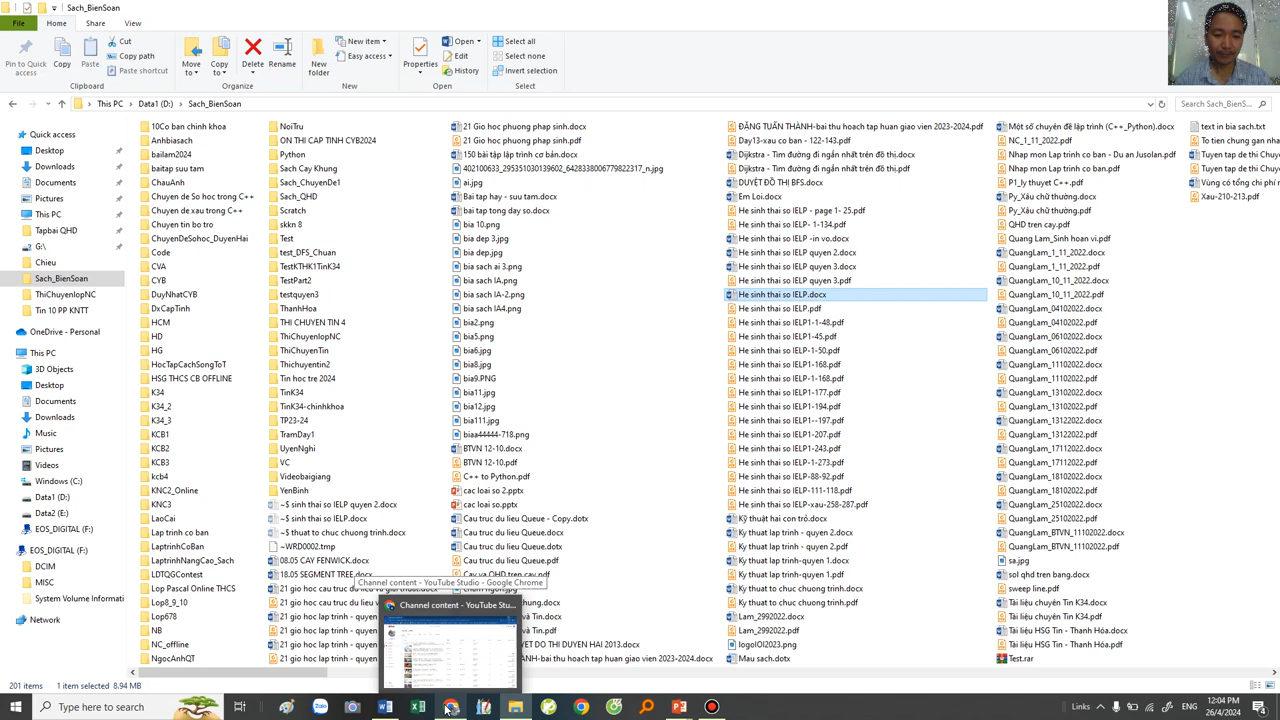 Sach_BienSoan
File Home Share View
Pin to Quick access
Copy
Paste
Cut
Copy path
Paste shortcut
Move to
Copy to
Delete
Rename
New folder
New item
Easy access
Properties
Open
Edit
History
Select all
Select none
Invert selection
Clipboard Organize New Open Select
This PC Data1 (D:) Sach_BienSoan
Search Sach_BienS...
Quick access
Desktop
Downloads
Documents
Pictures
This PC
Tapbai QHD
G:\
Chieu
Sach_BienSoan
ThiChuyenlopNC
Tin 10 PP KNTT
OneDrive - Personal
This PC
3D Objects
Desktop
Documents
Downloads
Music
Pictures
Videos
Windows (C:)
Data1 (D:)
Data2 (E:)
EOS_DIGITAL (F:)
EOS_DIGITAL (F:)
DCIM
MISC
System Volume Informati
Network
10Co ban chinh khoa
Anhbiasach
bailam2024
baitap suu tam
ChauAnh
Chuyen de So hoc trong C++
Chuyen de xau trong C++
Chuyen tin bo tro
ChuyenDeSohoc_DuyenHai
Code
CVA
CYB
DuyNhatCYB
DxCapTinh
HCM
HD
HG
HocTapCachSongToT
HSG THCS CB OFFLINE
K34
K34_2
K34_3
KCB1
KCB2
KCB3
kcb4
KNC2_Online
KNC3
LaoCai
Lap trinh co ban
LaptrinhCoBan
LaptrinhNangCao_Sach
LDTQGContest
Lop Pascal-Online THCS
Lop8_9_10
Lop678
NB
NC_offline
NoiTru
ON THI CAP TINH CYB2024
Python
Sach Cay Khung
Sach_ChuyenDe1
Sach_QHD
Scratch
skkn 8
Test
test_DFS_Chuan
TestKTHK1TinK34
TestPart2
testquyen3
ThanhHoa
THI CHUYEN TIN 4
ThiChuyenlopNC
ThiChuyenTin
Thichuyentin2
Tin hoc tre 2024
TinK34
TinK34-chinhkhoa
TP23-24
TramDay1
UyenNghi
VC
Videobaigiang
YenBinh
~$ sinh thai so IELP quyen 2.docx
~$ sinh thai so IELP.docx
~$ thuat to chuc chuong trinh.docx
~WRD0002.tmp
08.05 CAY FENWICK.docx
18.05 SEGMENT TREE.docx
21 Gio hoc phuong phap sinh.docx
21 Gio hoc phuong phap sinh.pdf
150 bài tập lập trình cơ bản.docx
402100633_295351030139602_6428338006779822317_n.jpg
ai.jpg
Bai tap hay - suu tam.docx
bai tap tong day so.docx
bia 10.png
bia dep 3.jpg
bia dep.jpg
bia sach ai 3.png
bia sach IA.png
bia sach IA-2.png
bia sach IA4.png
bia2.png
bia5.png
bia6.jpg
bia8.jpg
bia9.PNG
bia11.jpg
bia12.jpg
bia111.jpg
biaa44444-718.png
BTVN 12-10.docx
BTVN 12-10.pdf
C++ to Python.pdf
cac loai so 2.pptx
cac loai so.pptx
Cau truc du lieu Queue - Copy.dotx
Cau truc du lieu Queue.docx
Cau truc du lieu Queue.dotx
Cau truc du lieu Queue.pdf
Cay va QHD tren cay.pdf
ĐẶNG TUẤN THÀNH-bai thu hoach tap huan giao vien 2023-2024.pdf
Day13-xau co ban - 122-143.pdf
Dijkstra - Tìm đường đi ngắn nhất trên đồ thị.docx
Dijkstra - Tìm đường đi ngắn nhất trên đồ thị.pdf
DUYỆT ĐỒ THỊ BFS.docx
Em Loi.docx
He sinh thai so IELP - page 1- 25.pdf
He sinh thai so IELP- 1-134.pdf
He sinh thai so IELP -in vo.docx
He sinh thai so IELP quyen 2.docx
He sinh thai so IELP quyen 3.docx
He sinh thai so IELP quyen 3.pdf
He sinh thai so IELP.docx
He sinh thai so IELP.pdf
He sinh thai so IELP1-1-48.pdf
He sinh thai so IELP1-45.pdf
He sinh thai so IELP1-50.pdf
He sinh thai so IELP1-168.pdf
He sinh thai so IELP1--168.pdf
He sinh thai so IELP1-177.pdf
He sinh thai so IELP1-194.pdf
He sinh thai so IELP1--197.pdf
He sinh thai so IELP1-207.pdf
He sinh thai so IELP1-243.pdf
He sinh thai so IELP-1-273.pdf
He sinh thai so IELP-88-92.pdf
He sinh thai so IELP-111-118.pdf
He sinh thai so IELP-xau-258-287.pdf
Kỹ thuật hai con trỏ.docx
Ky thuat lap trinh - quyen 2.docx
Ky thuat lap trinh - quyen 2.pdf
Ky thuat lap trinh-quyen 1.docx
Ky thuat lap trinh-quyen 1.pdf
Ky thuat to chuc chuong trinh.docx
Ky thuat to chuc chuong trinh.pdf
Lam_2992022.docx
Lam_2992022.pdf
logoIOI2023.png
Mau sach.dotx
Một số chuyên đề lập trình (C++_Python).docx
NC_1_11_2022.pdf
Nhap mon Lap trinh co ban - Du an JusolAn.pdf
Nhap mon Lap trinh co ban.pdf
P1_ly thuyet C++.pdf
Py_Xâu chữ thường.docx
Py_Xâu chữ thường.pdf
QHD tren cay.pdf
Quang Lam_Sinh hoan vi.pdf
QuangLam_1_11_2022.docx
QuangLam_1_11_2022.pdf
QuangLam_10_11_2022.docx
QuangLam_10_11_2022.pdf
QuangLam_04102022.docx
QuangLam_04102022.pdf
QuangLam_06102022.docx
QuangLam_06102022.pdf
QuangLam_11102022.docx
QuangLam_11102022.pdf
QuangLam_13102022.docx
QuangLam_13122022.docx
QuangLam_13122022.pdf
QuangLam_17112022.docx
QuangLam_17112022.pdf
QuangLam_18102022.docx
QuangLam_18102022.pdf
QuangLam_25102022.docx
QuangLam_25102022.pdf
QuangLam_BTVN_11102022.docx
QuangLam_BTVN_11102022.pdf
sa.jpg
sol qhd tren bang.docx
sweep line.pdf
Tài liệu chuyên Tin K34.docx
Tài liệu chuyên Tin K34.pdf
Tài liệu HSG Tin - Thanh Hóa.docx
Tài liệu HSG Tin - Thanh Hóa.pdf
Test.rar
text in bia sach.txt
To tien chung gan nha
Tuyen tap de thi Chuy
Tuyen tap de thi Chuy
Vùng có tổng chi phí n
Xau-210-213.pdf
Channel content - YouTube Studio - Google Chrome
Channel content - YouTube Stu...
201 items 1 item selected 8.94 MB
Type here to search
Links
ENG
12:04 PM
26/4/2024